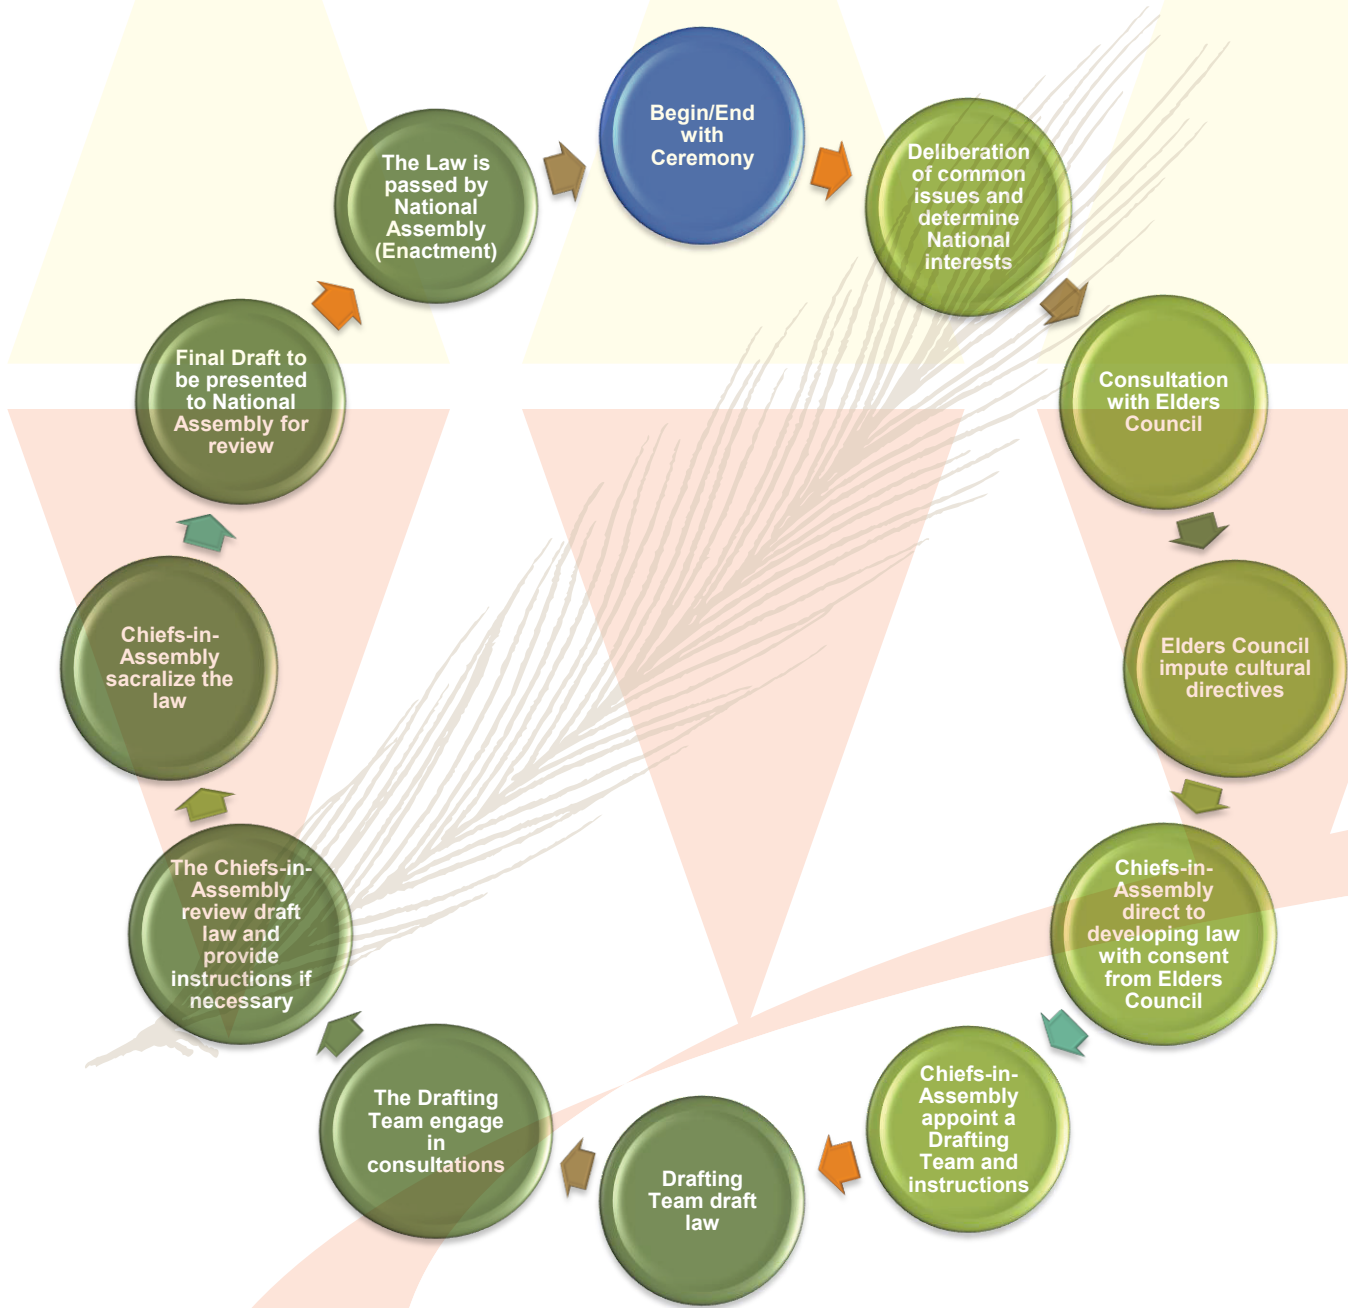 Begin/End
with
Ceremony
Deliberation
of common
issues and
determine
National
interests
Consultation
with Elders
Council
Elders Council
impute cultural
directives
Chiefs-in-
Assembly
direct to
developing law
with consent
from Elders
Council
Chiefs-in-
Assembly
appoint a
Drafting
Team and
instructions
Drafting
Team draft
law
The Drafting
Team engage
in
consultations
The Chiefs-in-
Assembly
review draft
law and
provide
instructions if
necessary
Chiefs-in-
Assembly
sacralize the
law
Final Draft to
be presented
to National
Assembly for
review
The Law is
passed by
National
Assembly
(Enactment)